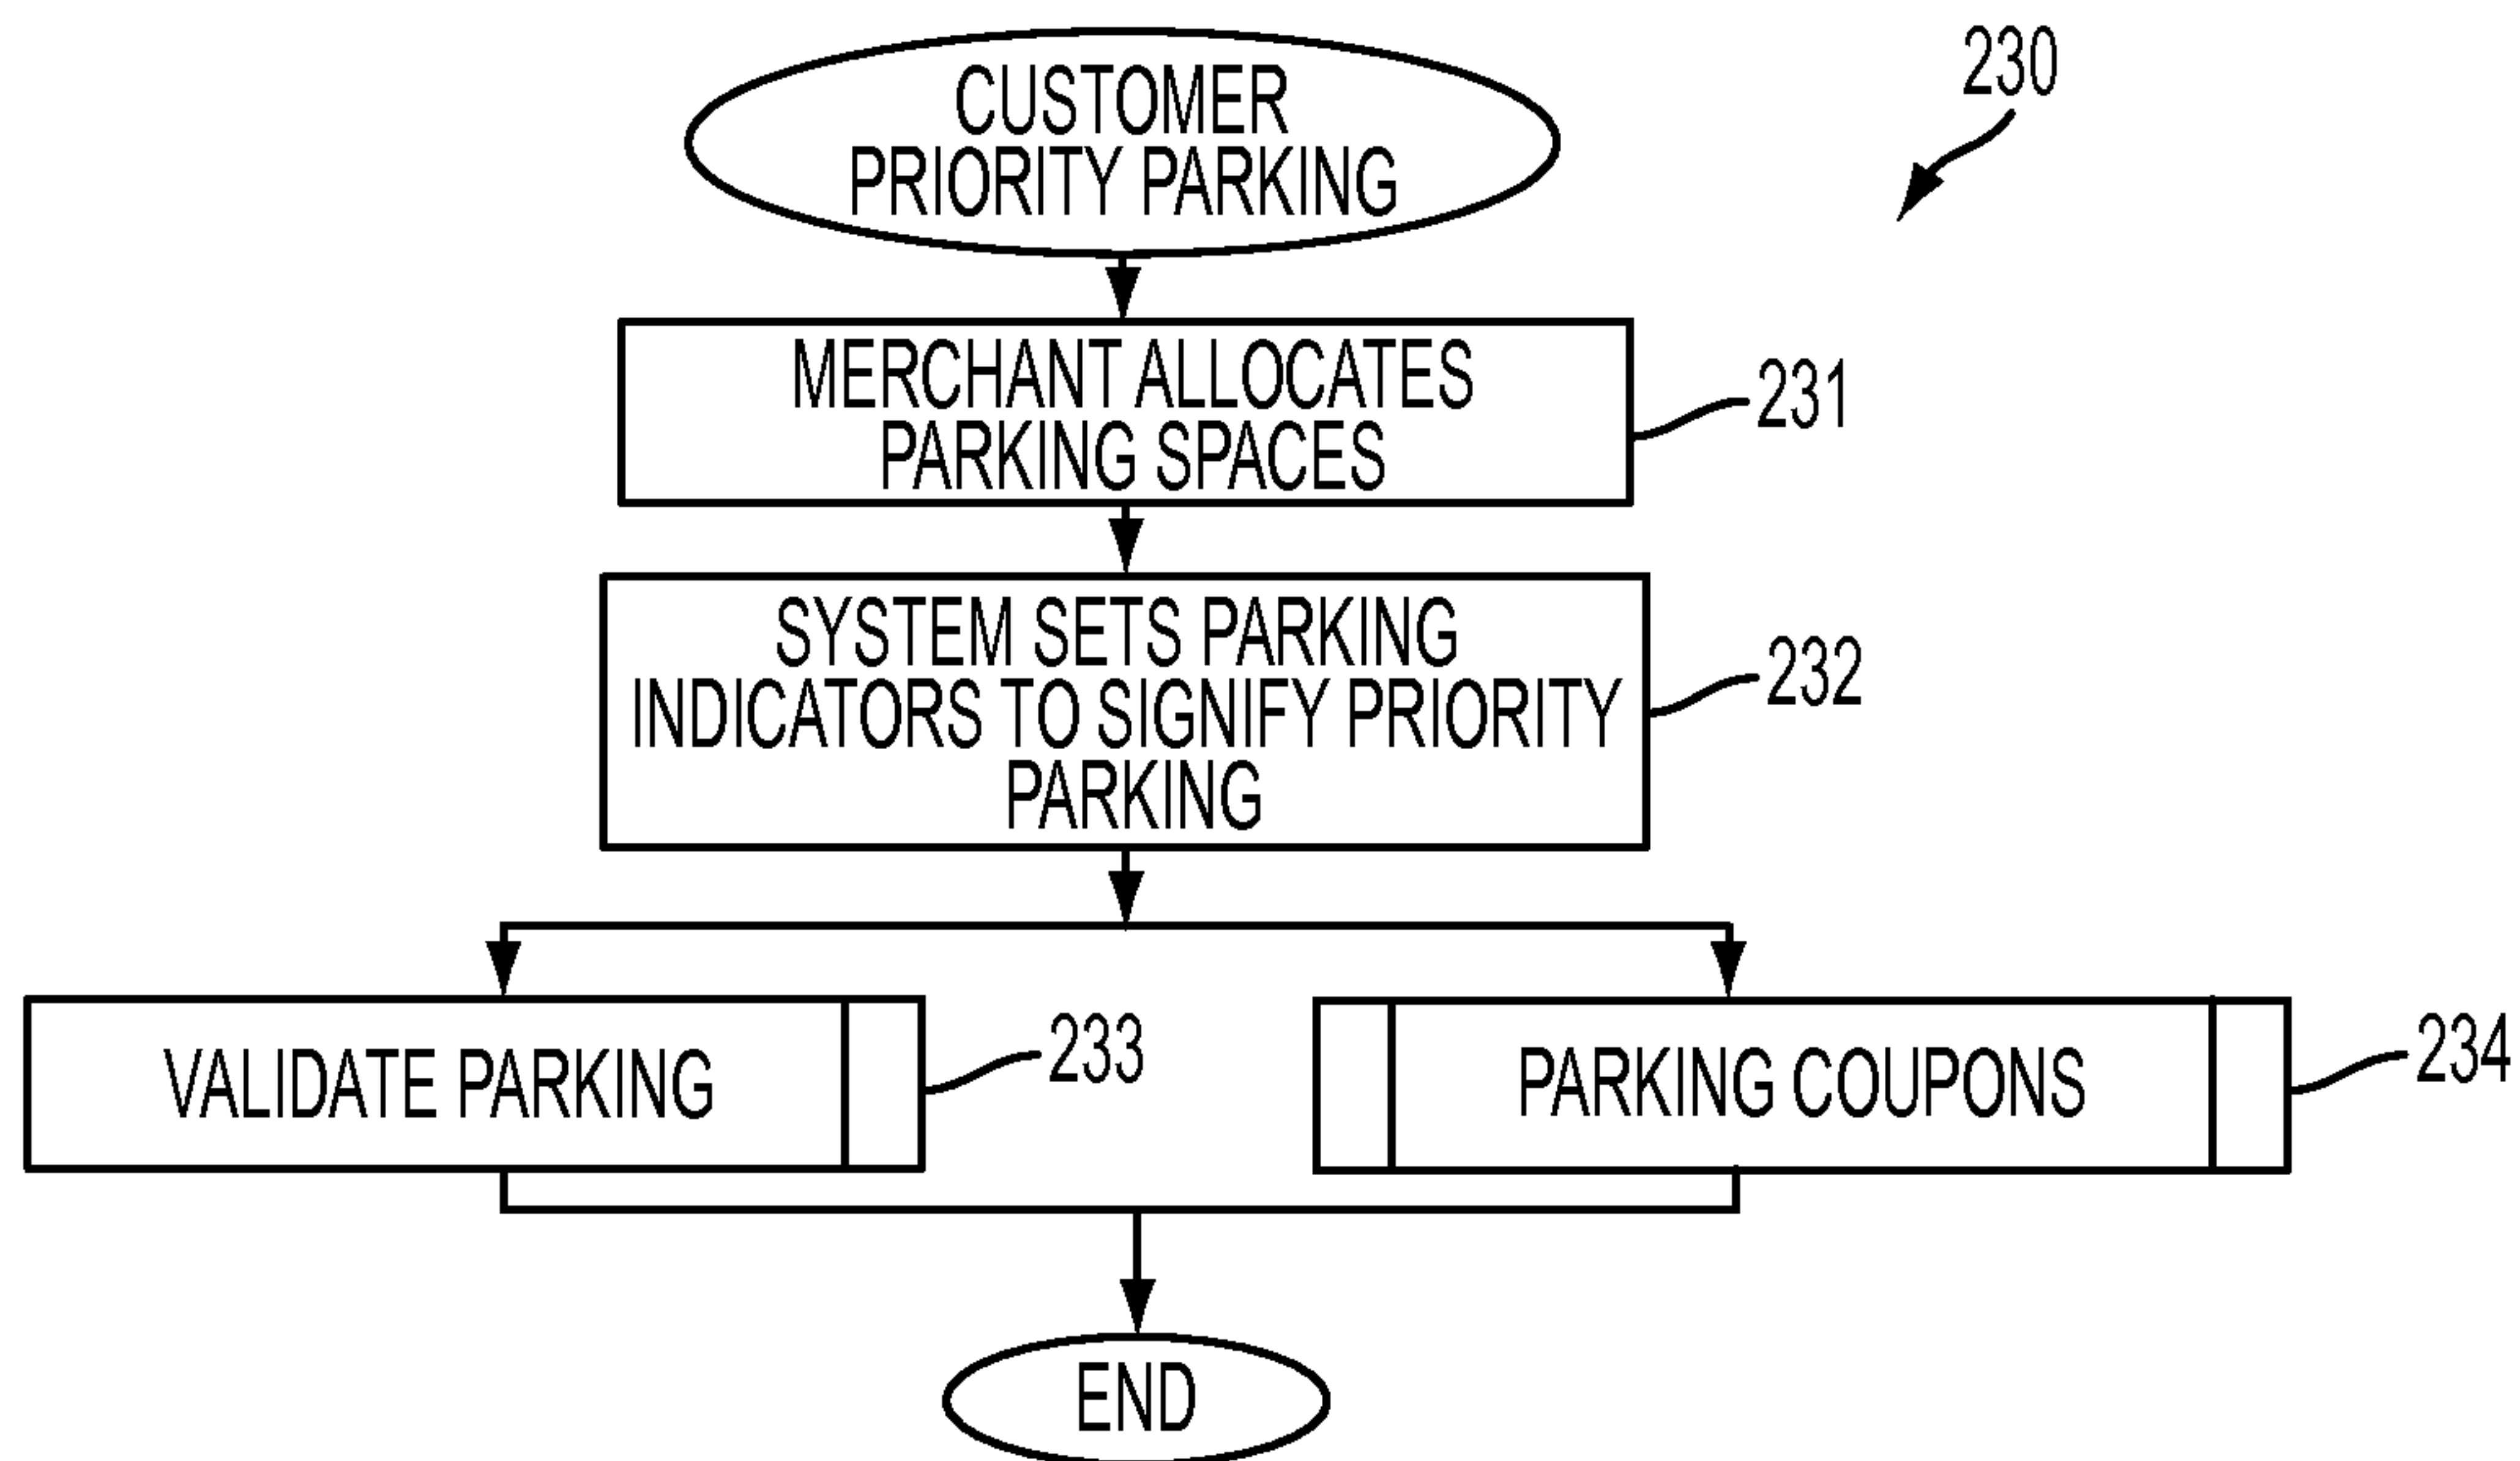 CUSTOMER
PRIORITY PARKING
230
MERCHANT ALLOCATES
PARKING SPACES
231
SYSTEM SETS PARKING
INDICATORS TO SIGNIFY PRIORITY
PARKING
232
VALIDATE PARKING
233
PARKING COUPONS
234
END